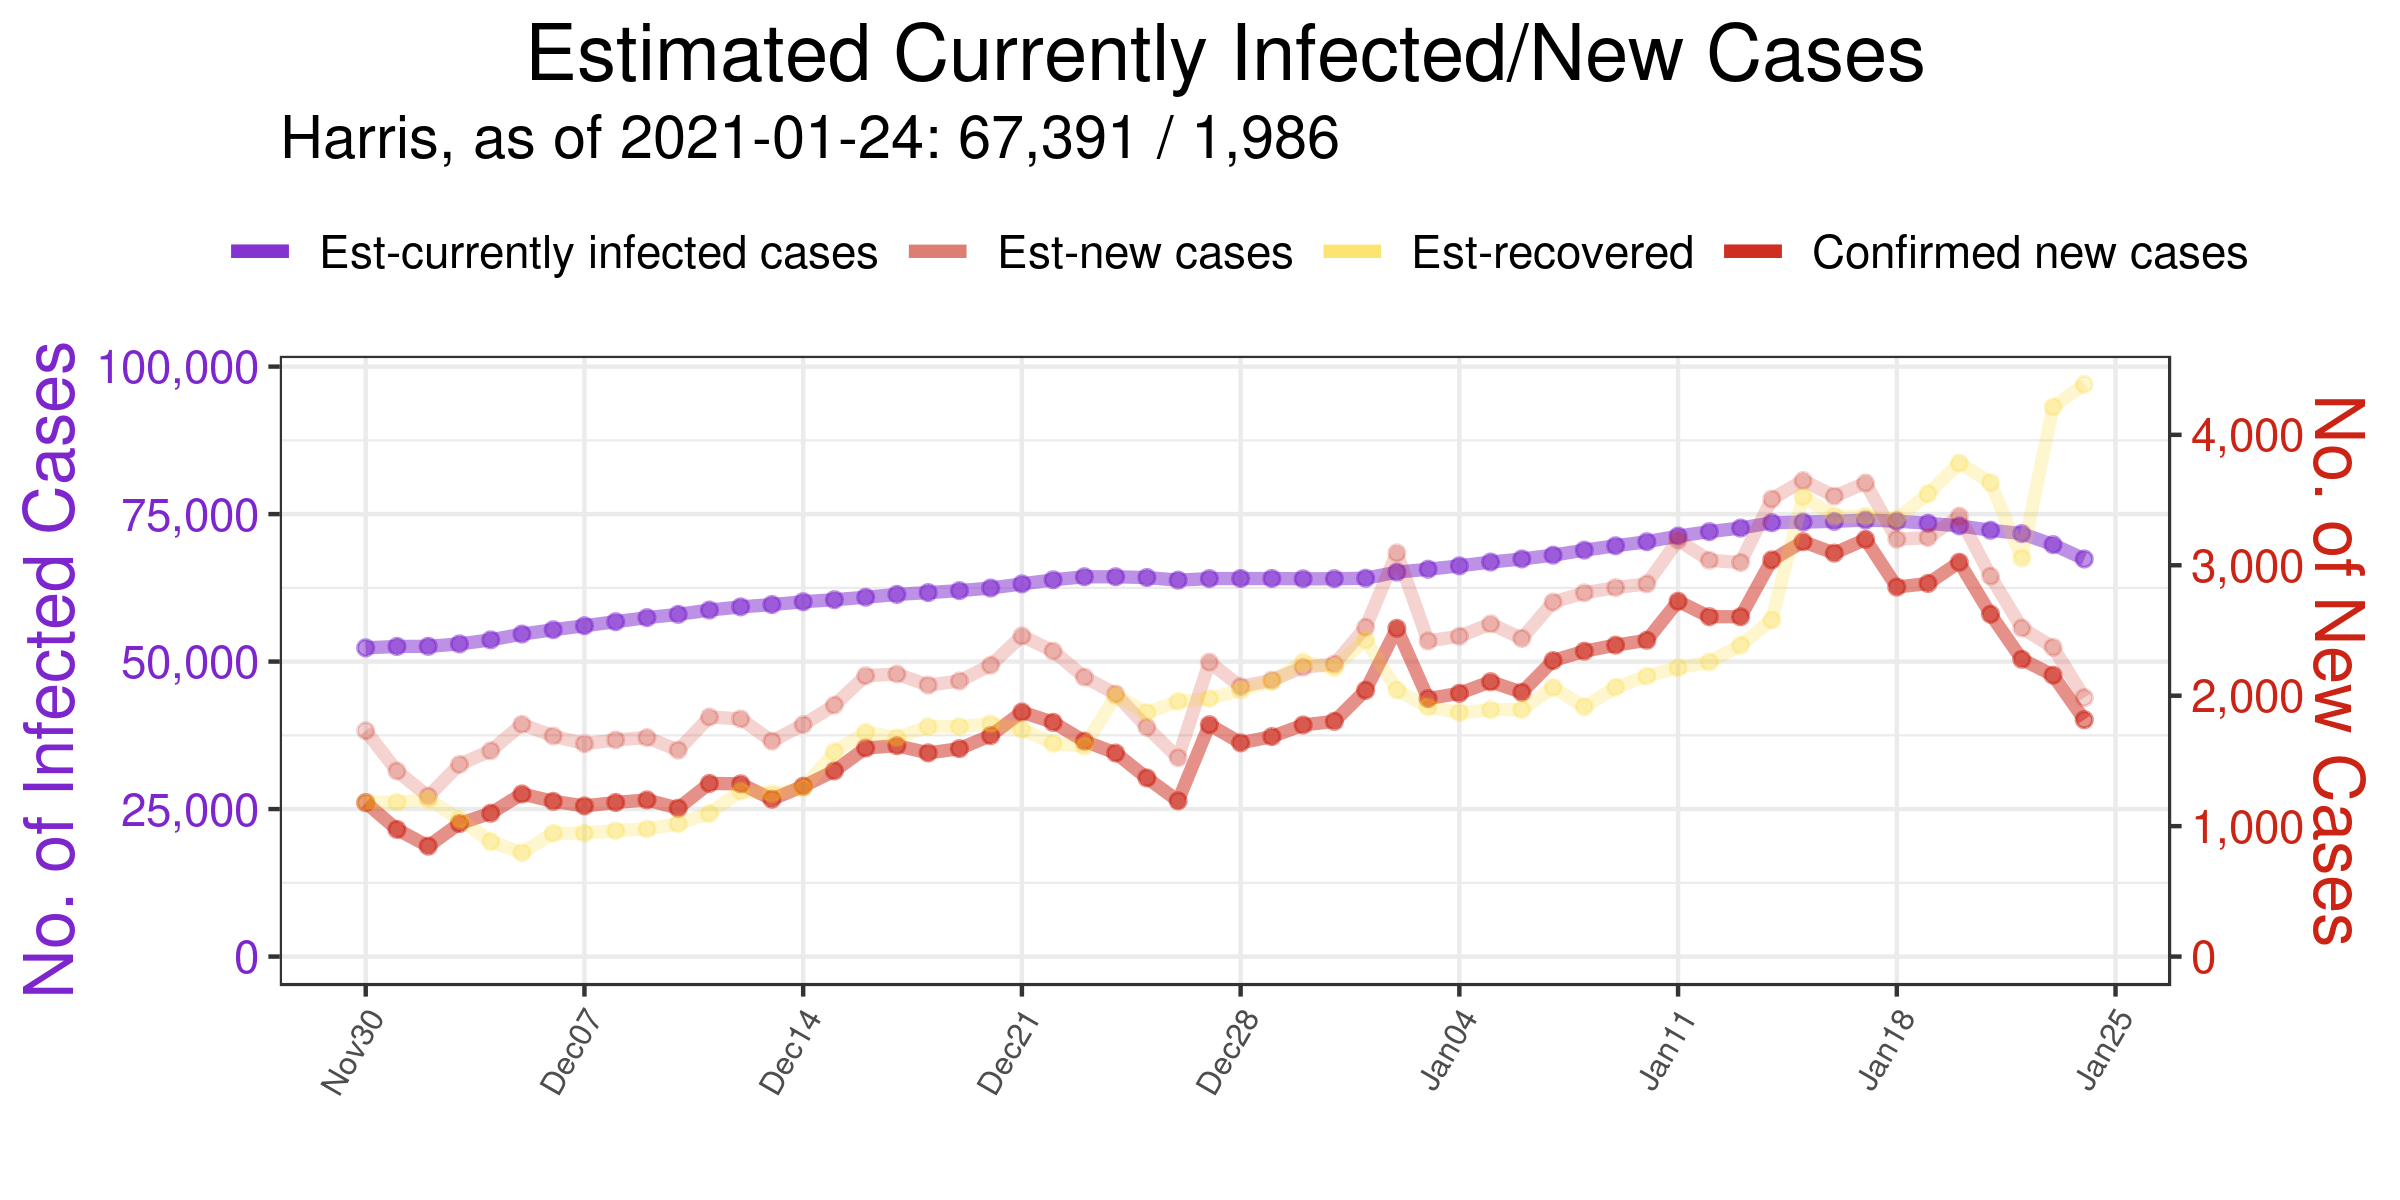 Estimated Currently Infected/New Cases
Harris, as of 2021-01-24: 67,391 / 1,986
Est-currently infected cases Est-new cases Est-recovered Confirmed new cases
No. of Infected Cases
100,000
75,000
50,000
25,000
0
4,000
3,000
2,000
1,000
0
No. of New Cases
Nov30 Dec07 Dec14 Dec21 Dec28 Jan04 Jan11 Jan18 Jan25